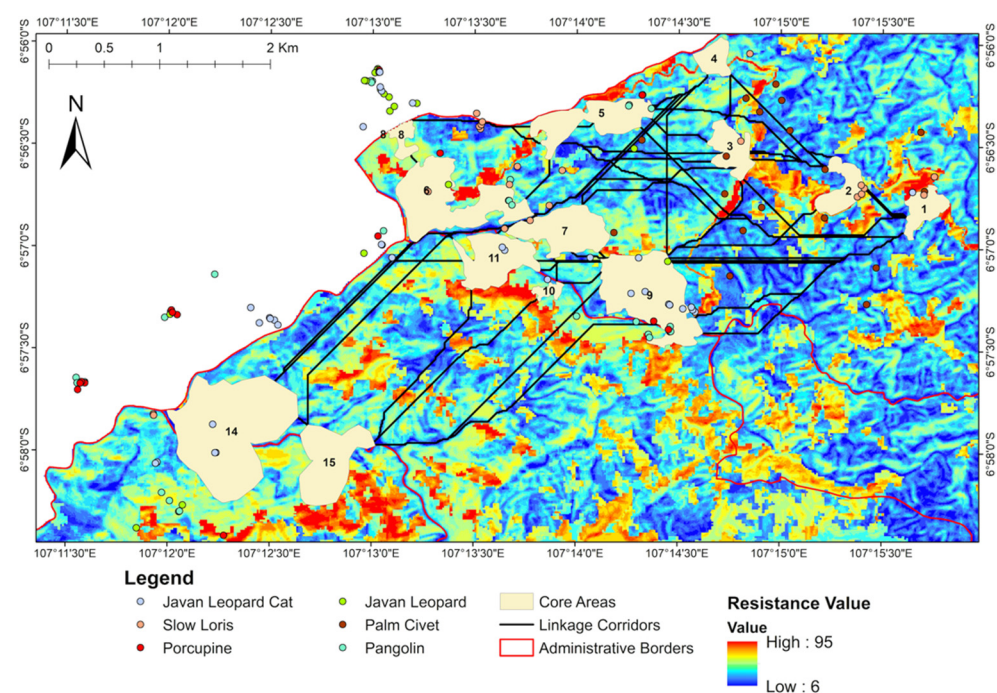 107°11'30"E 107°12'0"E 107°12'30"E 107°13'0"E 107°13'30"E 107°14'0"E 107°14'30"E 107°15'0"E 107°15'30"E
0 0.5 1 2 Km
N
6°56'0"S 6°56'0"S
6°56'30"S 6°56'30"S
6°57'0"S 6°57'0"S
6°57'30"S 6°57'30"S
6°58'0"S 6°58'0"S
4
5
8 8
3
6
2
1
7
11
10
9
14
15
107°11'30"E 107°12'0"E 107°12'30"E 107°13'0"E 107°13'30"E 107°14'0"E 107°14'30"E 107°15'0"E 107°15'30"E
Legend
Javan Leopard Cat
Slow Loris
Porcupine
Javan Leopard
Palm Civet
Pangolin
Core Areas
Linkage Corridors
Administrative Borders
Resistance Value
Value
High : 95
Low : 6